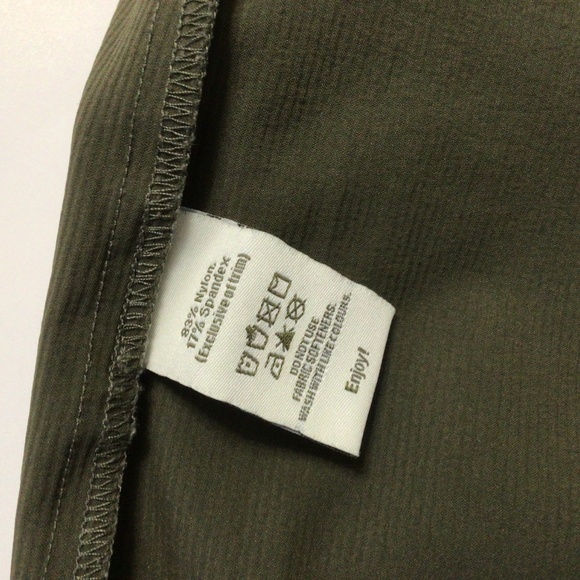 83% Nylon.
17% Spandex
(Exclusive of trim)
DO NOT USE
FABRIC SOFTENERS.
WASH WITH LIKE COLOURS.
Enjoy!